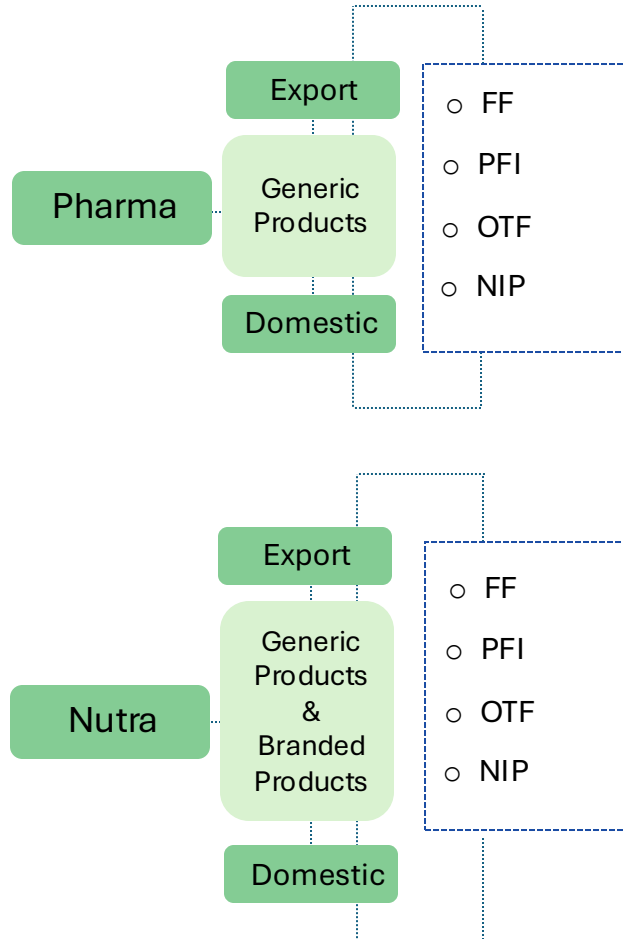 Export
Pharma
Generic
Products
Domestic
○ FF
○ PFI
○ OTF
○ NIP
Export
Nutra
Generic
Products
&
Branded
Products
Domestic
○ FF
○ PFI
○ OTF
○ NIP